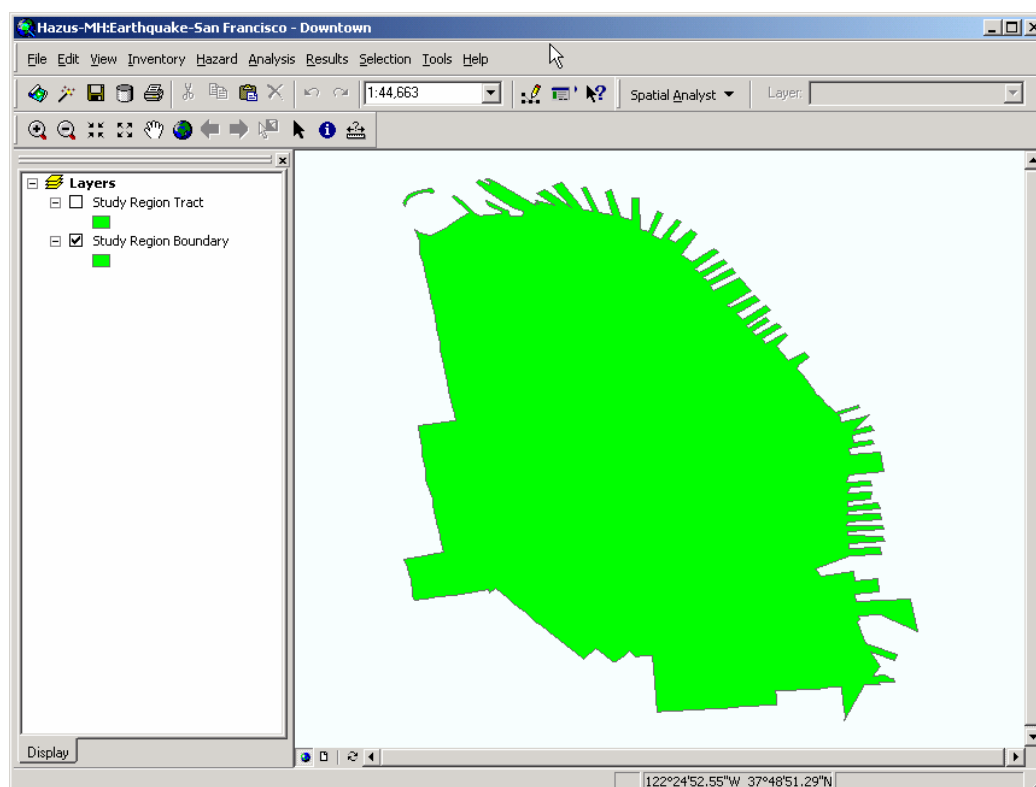 Hazus-MH:Earthquake-San Francisco - Downtown
File Edit View Inventory Hazard Analysis Results Selection Tools Help
1:44,663 Spatial Analyst Layer:
Layers
Study Region Tract
Study Region Boundary
Display
122°24'52.55"W 37°48'51.29"N